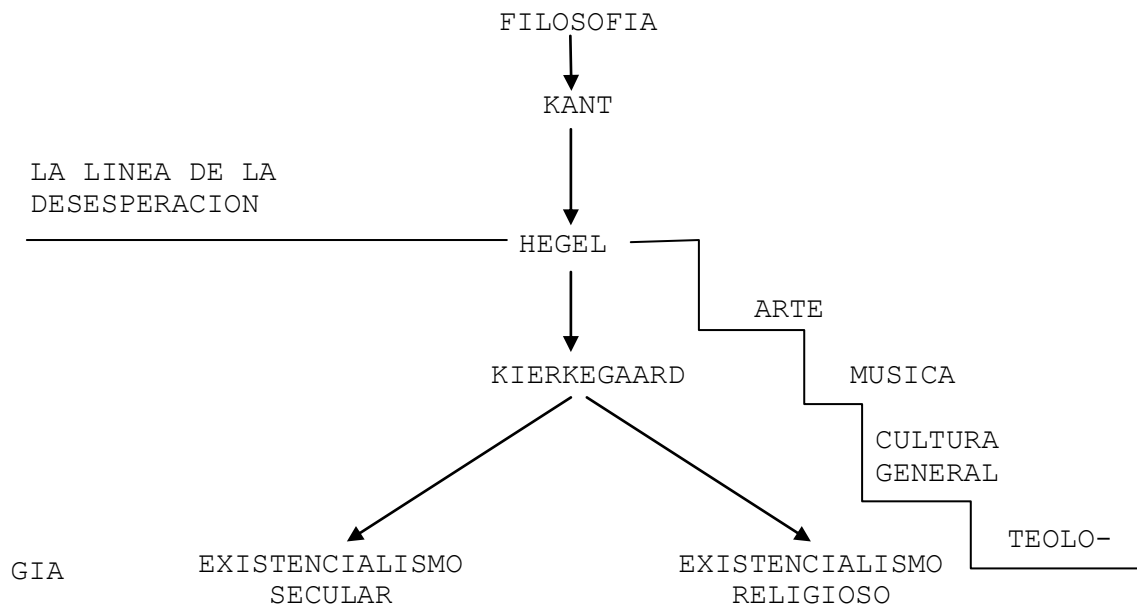 FILOSOFIA
KANT
LA LINEA DE LA
DESESPERACION
HEGEL
ARTE
KIERKEGAARD
MUSICA
CULTURA
GENERAL
TEOLO-
GIA
EXISTENCIALISMO
SECULAR
EXISTENCIALISMO
RELIGIOSO